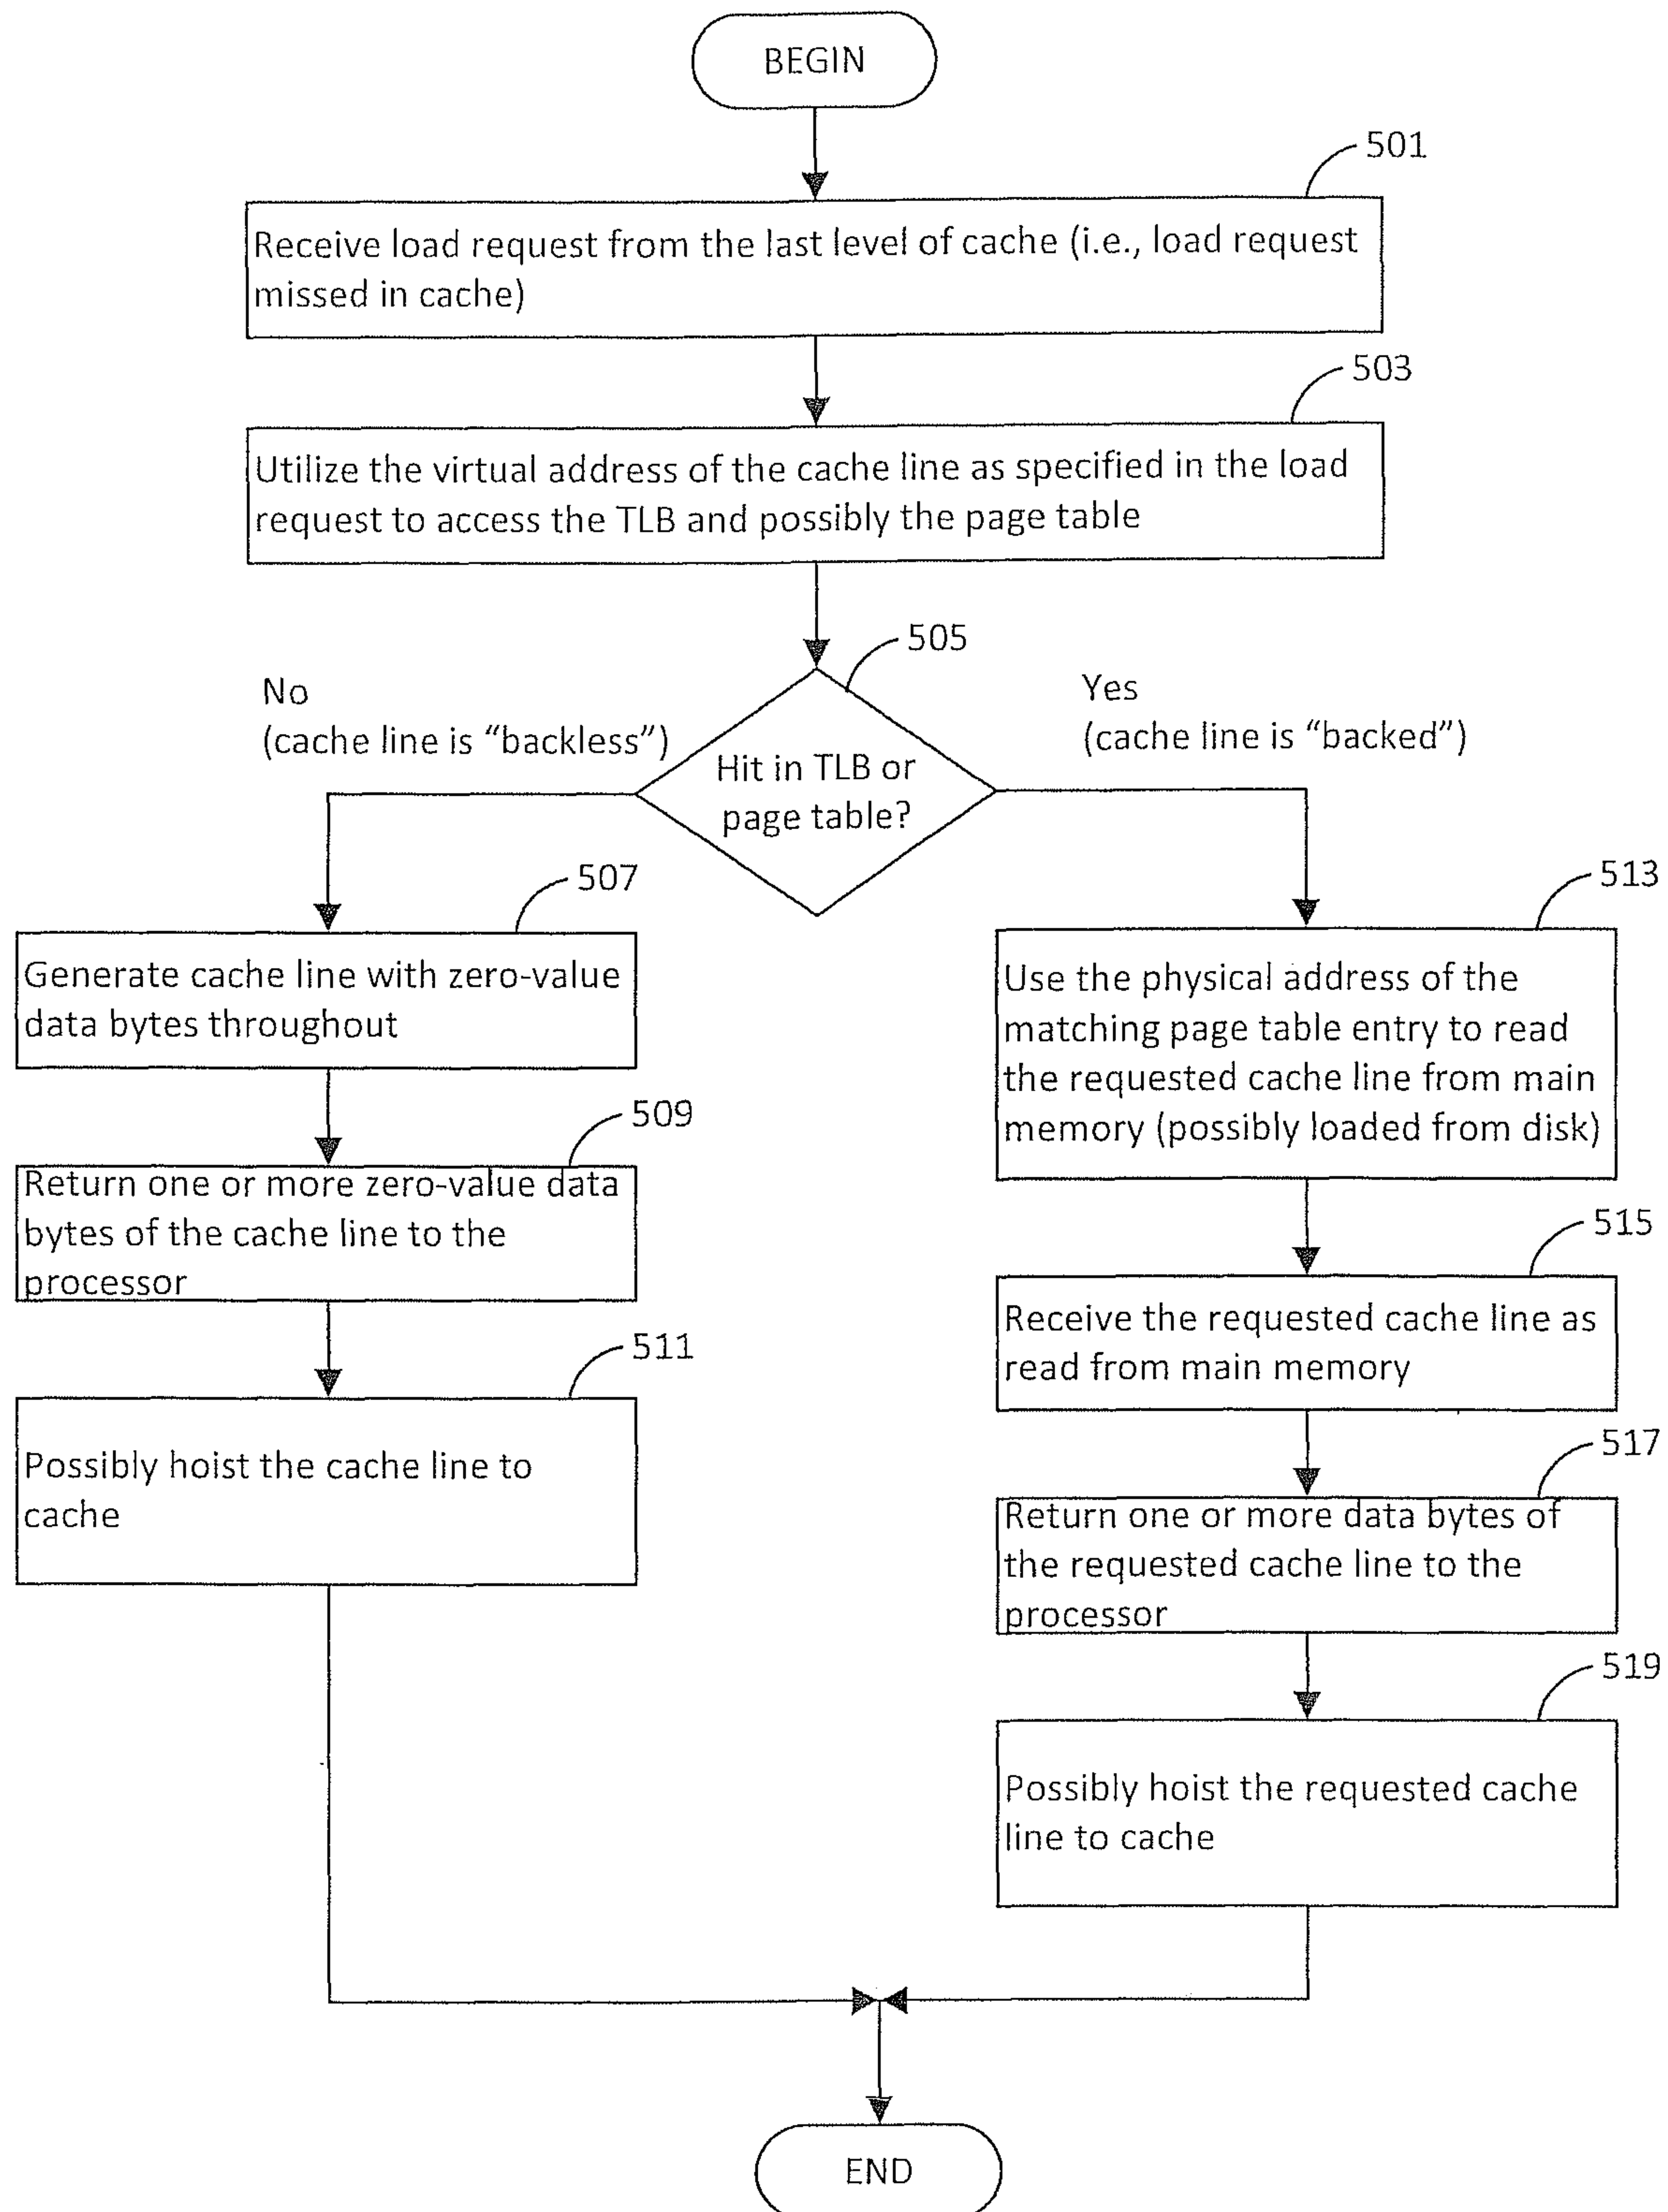 BEGIN
501
Receive load request from the last level of cache (i.e., load request
missed in cache)
503
Utilize the virtual address of the cache line as specified in the load
request to access the TLB and possibly the page table
505
No
(cache line is “backless”)
Yes
(cache line is “backed”)
Hit in TLB or
page table?
507
Generate cache line with zero-value
data bytes throughout
509
Return one or more zero-value data
bytes of the cache line to the
processor
511
Possibly hoist the cache line to
cache
513
Use the physical address of the
matching page table entry to read
the requested cache line from main
memory (possibly loaded from disk)
515
Receive the requested cache line as
read from main memory
517
Return one or more data bytes of
the requested cache line to the
processor
519
Possibly hoist the requested cache
line to cache
END